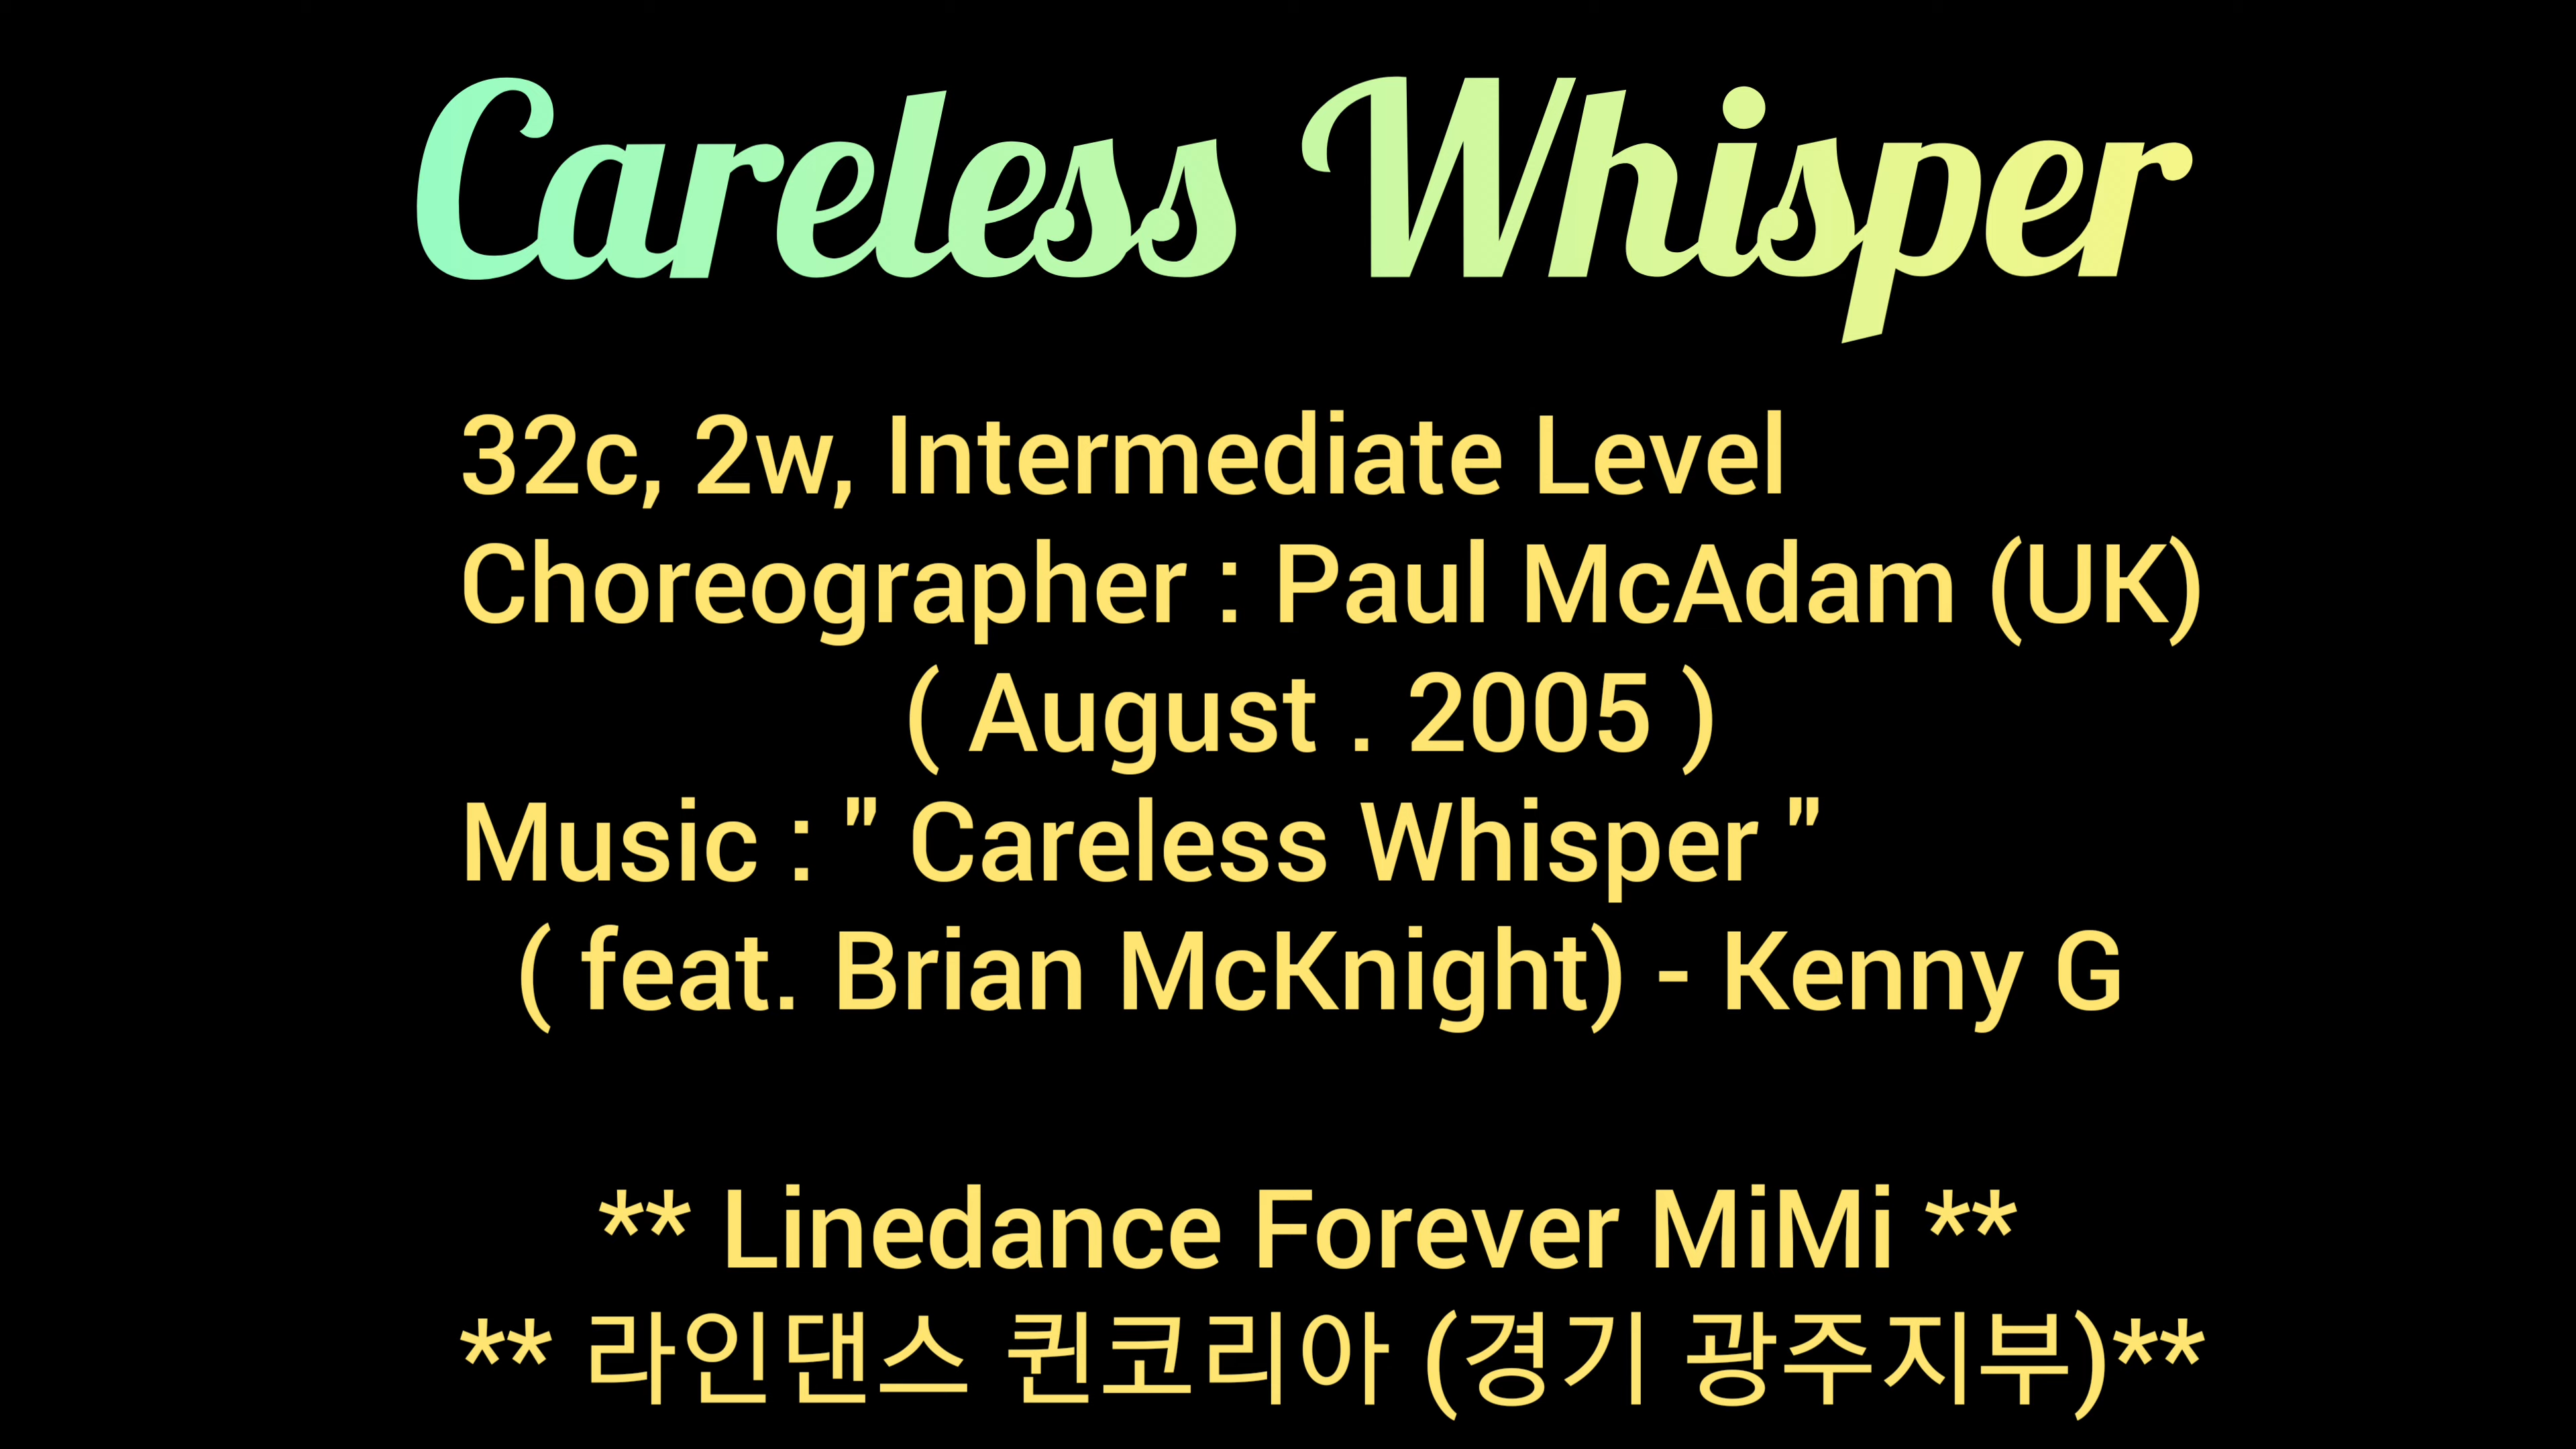 Careless Whisper
32c, 2w, Intermediate Level
Choreographer : Paul McAdam (UK)
( August . 2005 )
Music : " Careless Whisper "
( feat. Brian McKnight) - Kenny G
** Linedance Forever MiMi **
** 라인댄스 퀸코리아 (경기 광주지부)**